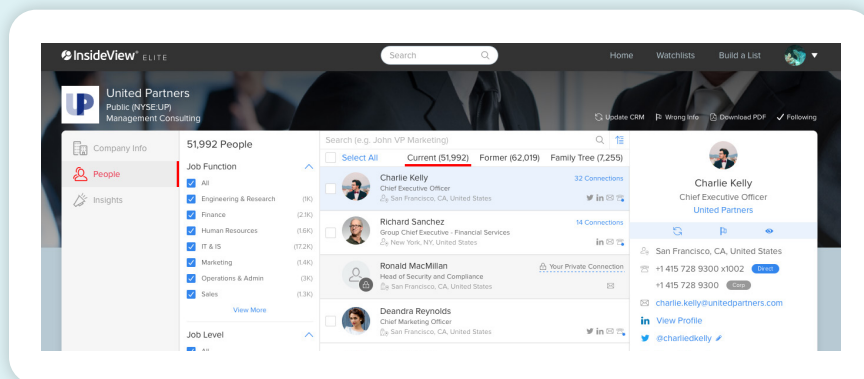 InsideView® ELITE
Search
Home
Watchlists
Build a List
United Partners
Public (NYSE:UP)
Management Consulting
Update CRM
Wrong Info
Download PDF
Following
Company Info
People
Insights
51,992 People
Job Function
All
Engineering & Research (1K)
Finance (2.1K)
Human Resources (1.6K)
IT & IS (17.2K)
Marketing (1.4K)
Operations & Admin (3K)
Sales (1.3K)
View More
Job Level
All
Search (e.g. John VP Marketing)
Select All
Current (51,992)
Former (62,019)
Family Tree (7,255)
Charlie Kelly
32 Connections
Chief Executive Officer
San Francisco, CA, United States
Richard Sanchez
14 Connections
Group Chief Executive - Financial Services
New York, NY, United States
Ronald MacMillan
Your Private Connection
Head of Security and Compliance
San Francisco, CA, United States
Deandra Reynolds
Chief Marketing Officer
San Francisco, CA, United States
Charlie Kelly
Chief Executive Officer
United Partners
San Francisco, CA, United States
+1 415 728 9300 x1002 Direct
+1 415 728 9300 Corp
charlie.kelly@unitedpartners.com
in View Profile
@charliedkelly